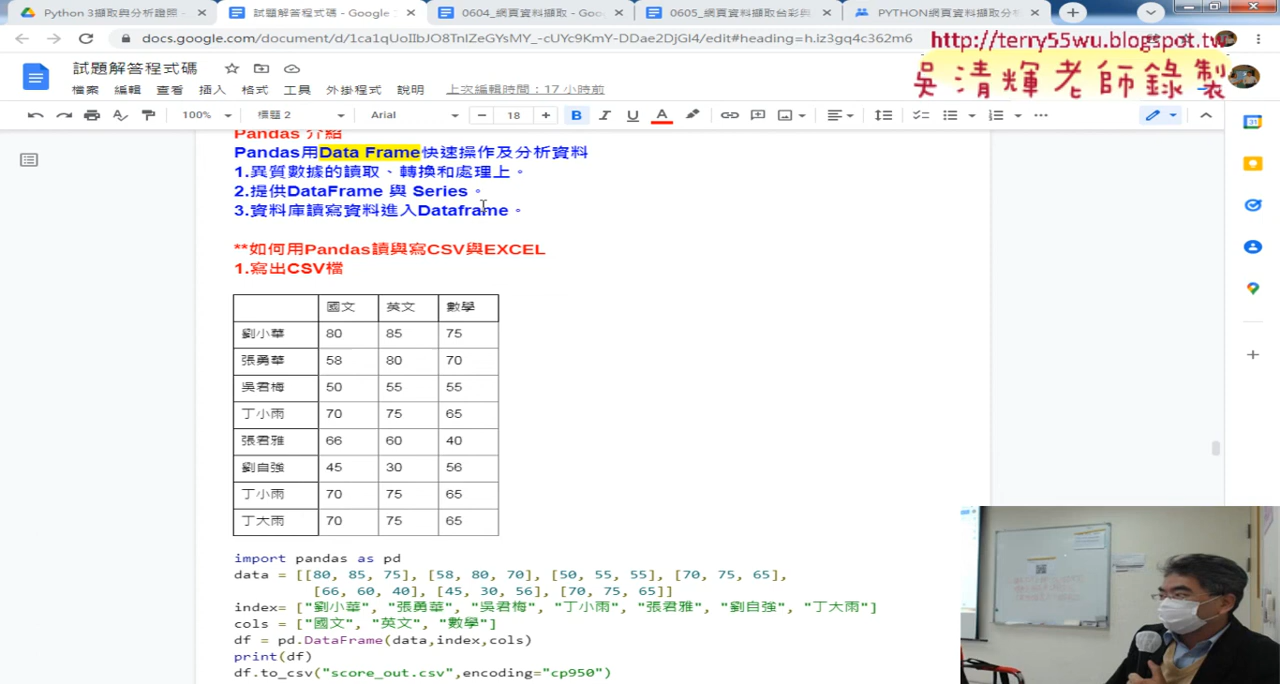 Python 3擷取與分析證照 -
試題解答程式碼 - Google
0604_網頁資料擷取 - Goo
0605_網頁資料擷取台彩與
PYTHON網頁資料擷取分析
docs.google.com/document/d/1ca1qUoIIbJO8TnIZeGYsMY_-cUYc9KmY-DDae2DjGI4/edit#heading=h.iz3gq4c362m6
http://terry55wu.blogspot.tw
吳清輝老師錄製
試題解答程式碼
檔案 編輯 查看 插入 格式 工具 外掛程式 說明 上次編輯時間：17 小時前
100% 標題 2 Arial 18 B I U A
Pandas 介紹
Pandas用Data Frame快速操作及分析資料
1.異質數據的讀取、轉換和處理上。
2.提供DataFrame 與 Series。
3.資料庫讀寫資料進入Dataframe。
**如何用Pandas讀與寫CSV與EXCEL
1.寫出CSV檔
國文 英文 數學
劉小華 80 85 75
張勇華 58 80 70
吳君梅 50 55 55
丁小雨 70 75 65
張君雅 66 60 40
劉自強 45 30 56
丁小雨 70 75 65
丁大雨 70 75 65
import pandas as pd
data = [[80, 85, 75], [58, 80, 70], [50, 55, 55], [70, 75, 65],
[66, 60, 40], [45, 30, 56], [70, 75, 65]]
index= ["劉小華", "張勇華", "吳君梅", "丁小雨", "張君雅", "劉自強", "丁大雨"]
cols = ["國文", "英文", "數學"]
df = pd.DataFrame(data,index,cols)
print(df)
df.to_csv("score_out.csv",encoding="cp950")